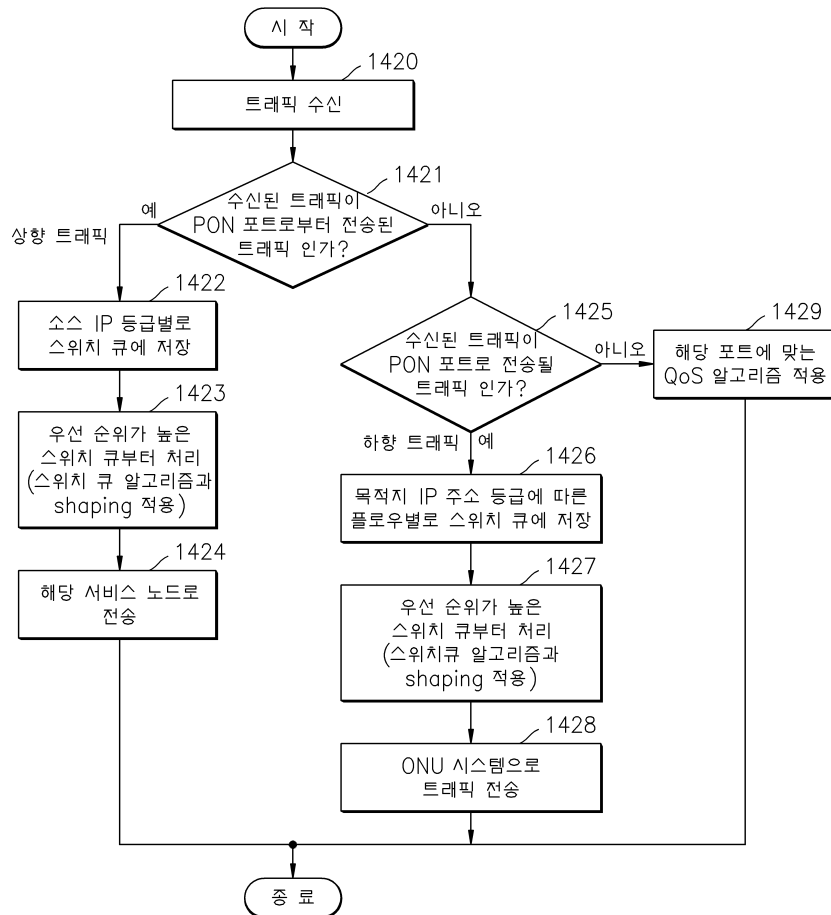 시 작
1420
트래픽 수신
1421
수신된 트래픽이
PON 포트로부터 전송된
트래픽 인가?
예
아니오
상향 트래픽
1422
소스 IP 등급별로
스위치 큐에 저장
1423
우선 순위가 높은
스위치 큐부터 처리
(스위치 큐 알고리즘과
shaping 적용)
1424
해당 서비스 노드로
전송
1425
수신된 트래픽이
PON 포트로 전송될
트래픽 인가?
아니오
1429
해당 포트에 맞는
QoS 알고리즘 적용
하향 트래픽
예
1426
목적지 IP 주소 등급에 따른
플로우별로 스위치 큐에 저장
1427
우선 순위가 높은
스위치 큐부터 처리
(스위치큐 알고리즘과
shaping 적용)
1428
ONU 시스템으로
트래픽 전송
종 료